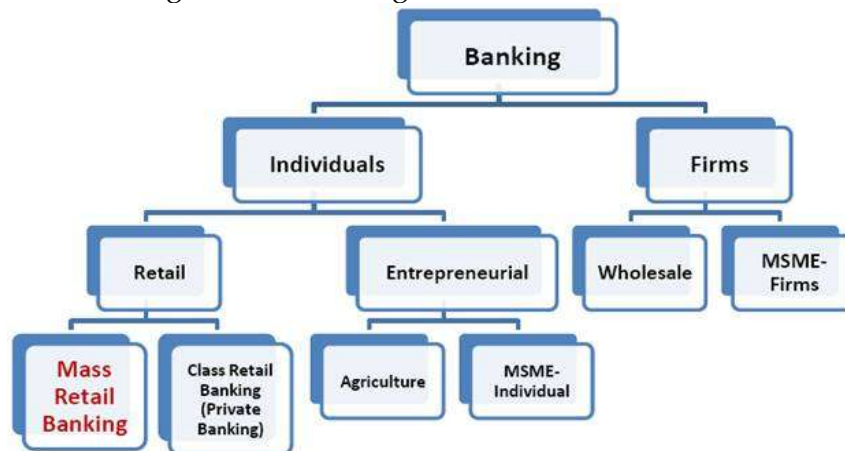 Banking
Individuals
Firms
Retail
Entrepreneurial
Wholesale
MSME-
Firms
Mass
Retail
Banking
Class Retail
Banking
(Private
Banking)
Agriculture
MSME-
Individual